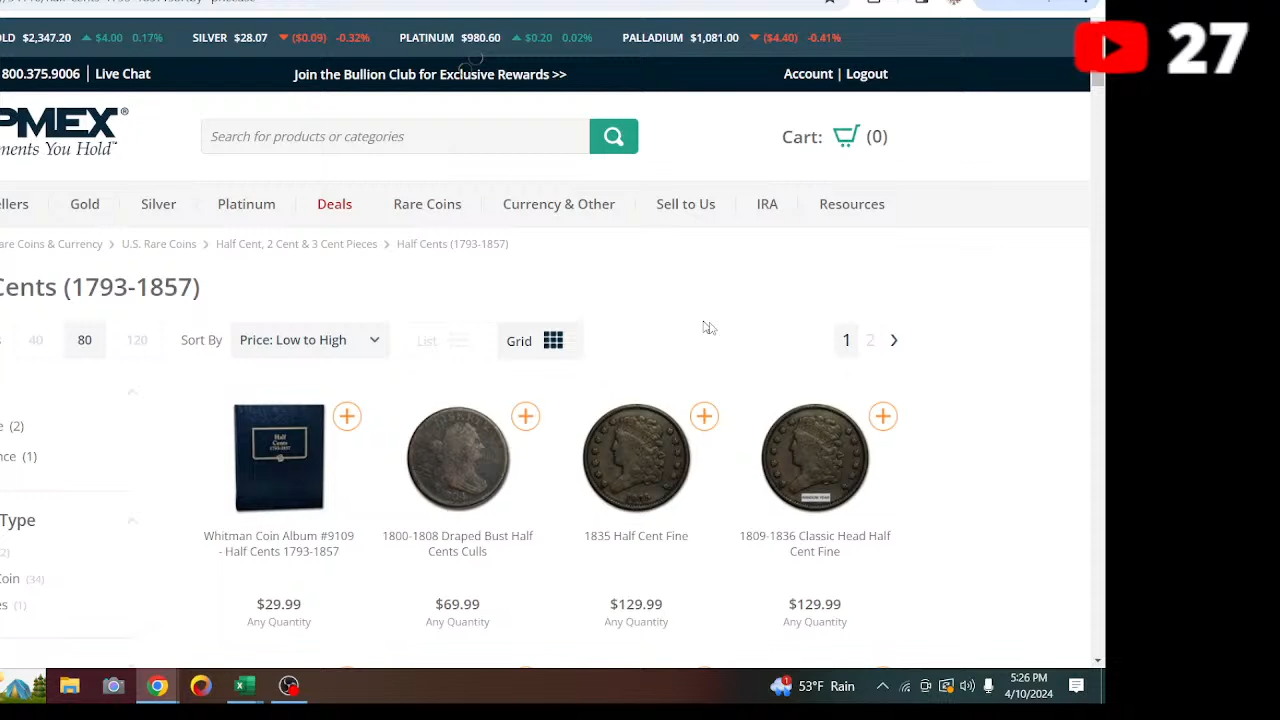 OLD $2,347.20 $4.00 0.17% SILVER $28.07 ($0.09) -0.32% PLATINUM $980.60 $0.20 0.02% PALLADIUM $1,081.00 ($4.40) -0.41%
27
800.375.9006 | Live Chat Join the Bullion Club for Exclusive Rewards >> Account | Logout
PMEX®
ments You Hold™
Search for products or categories
Cart: (0)
ellers Gold Silver Platinum Deals Rare Coins Currency & Other Sell to Us IRA Resources
are Coins & Currency > U.S. Rare Coins > Half Cent, 2 Cent & 3 Cent Pieces > Half Cents (1793-1857)
Cents (1793-1857)
s 40 80 120 Sort By Price: Low to High List Grid 1 2 >
e (2)
nce (1)
Type
2)
Coin (34)
es (1)
Half
Cents
1793-1857
Whitman Coin Album #9109
- Half Cents 1793-1857
$29.99
Any Quantity
1800-1808 Draped Bust Half
Cents Culls
$69.99
Any Quantity
1835 Half Cent Fine
$129.99
Any Quantity
1809-1836 Classic Head Half
Cent Fine
$129.99
Any Quantity
53°F Rain
5:26 PM
4/10/2024